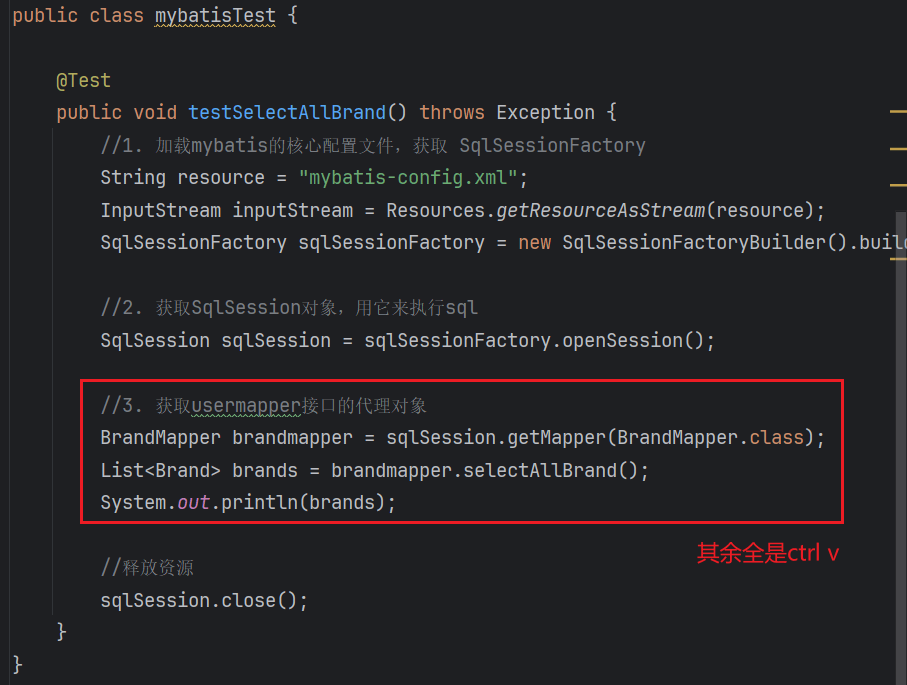 public class mybatisTest {
@Test
public void testSelectAllBrand() throws Exception {
//1. 加载mybatis的核心配置文件，获取 SqlSessionFactory
String resource = "mybatis-config.xml";
InputStream inputStream = Resources.getResourceAsStream(resource);
SqlSessionFactory sqlSessionFactory = new SqlSessionFactoryBuilder().build
//2. 获取SqlSession对象，用它来执行sql
SqlSession sqlSession = sqlSessionFactory.openSession();
//3. 获取usermapper接口的代理对象
BrandMapper brandmapper = sqlSession.getMapper(BrandMapper.class);
List<Brand> brands = brandmapper.selectAllBrand();
System.out.println(brands);
其余全是ctrl v
//释放资源
sqlSession.close();
}
}